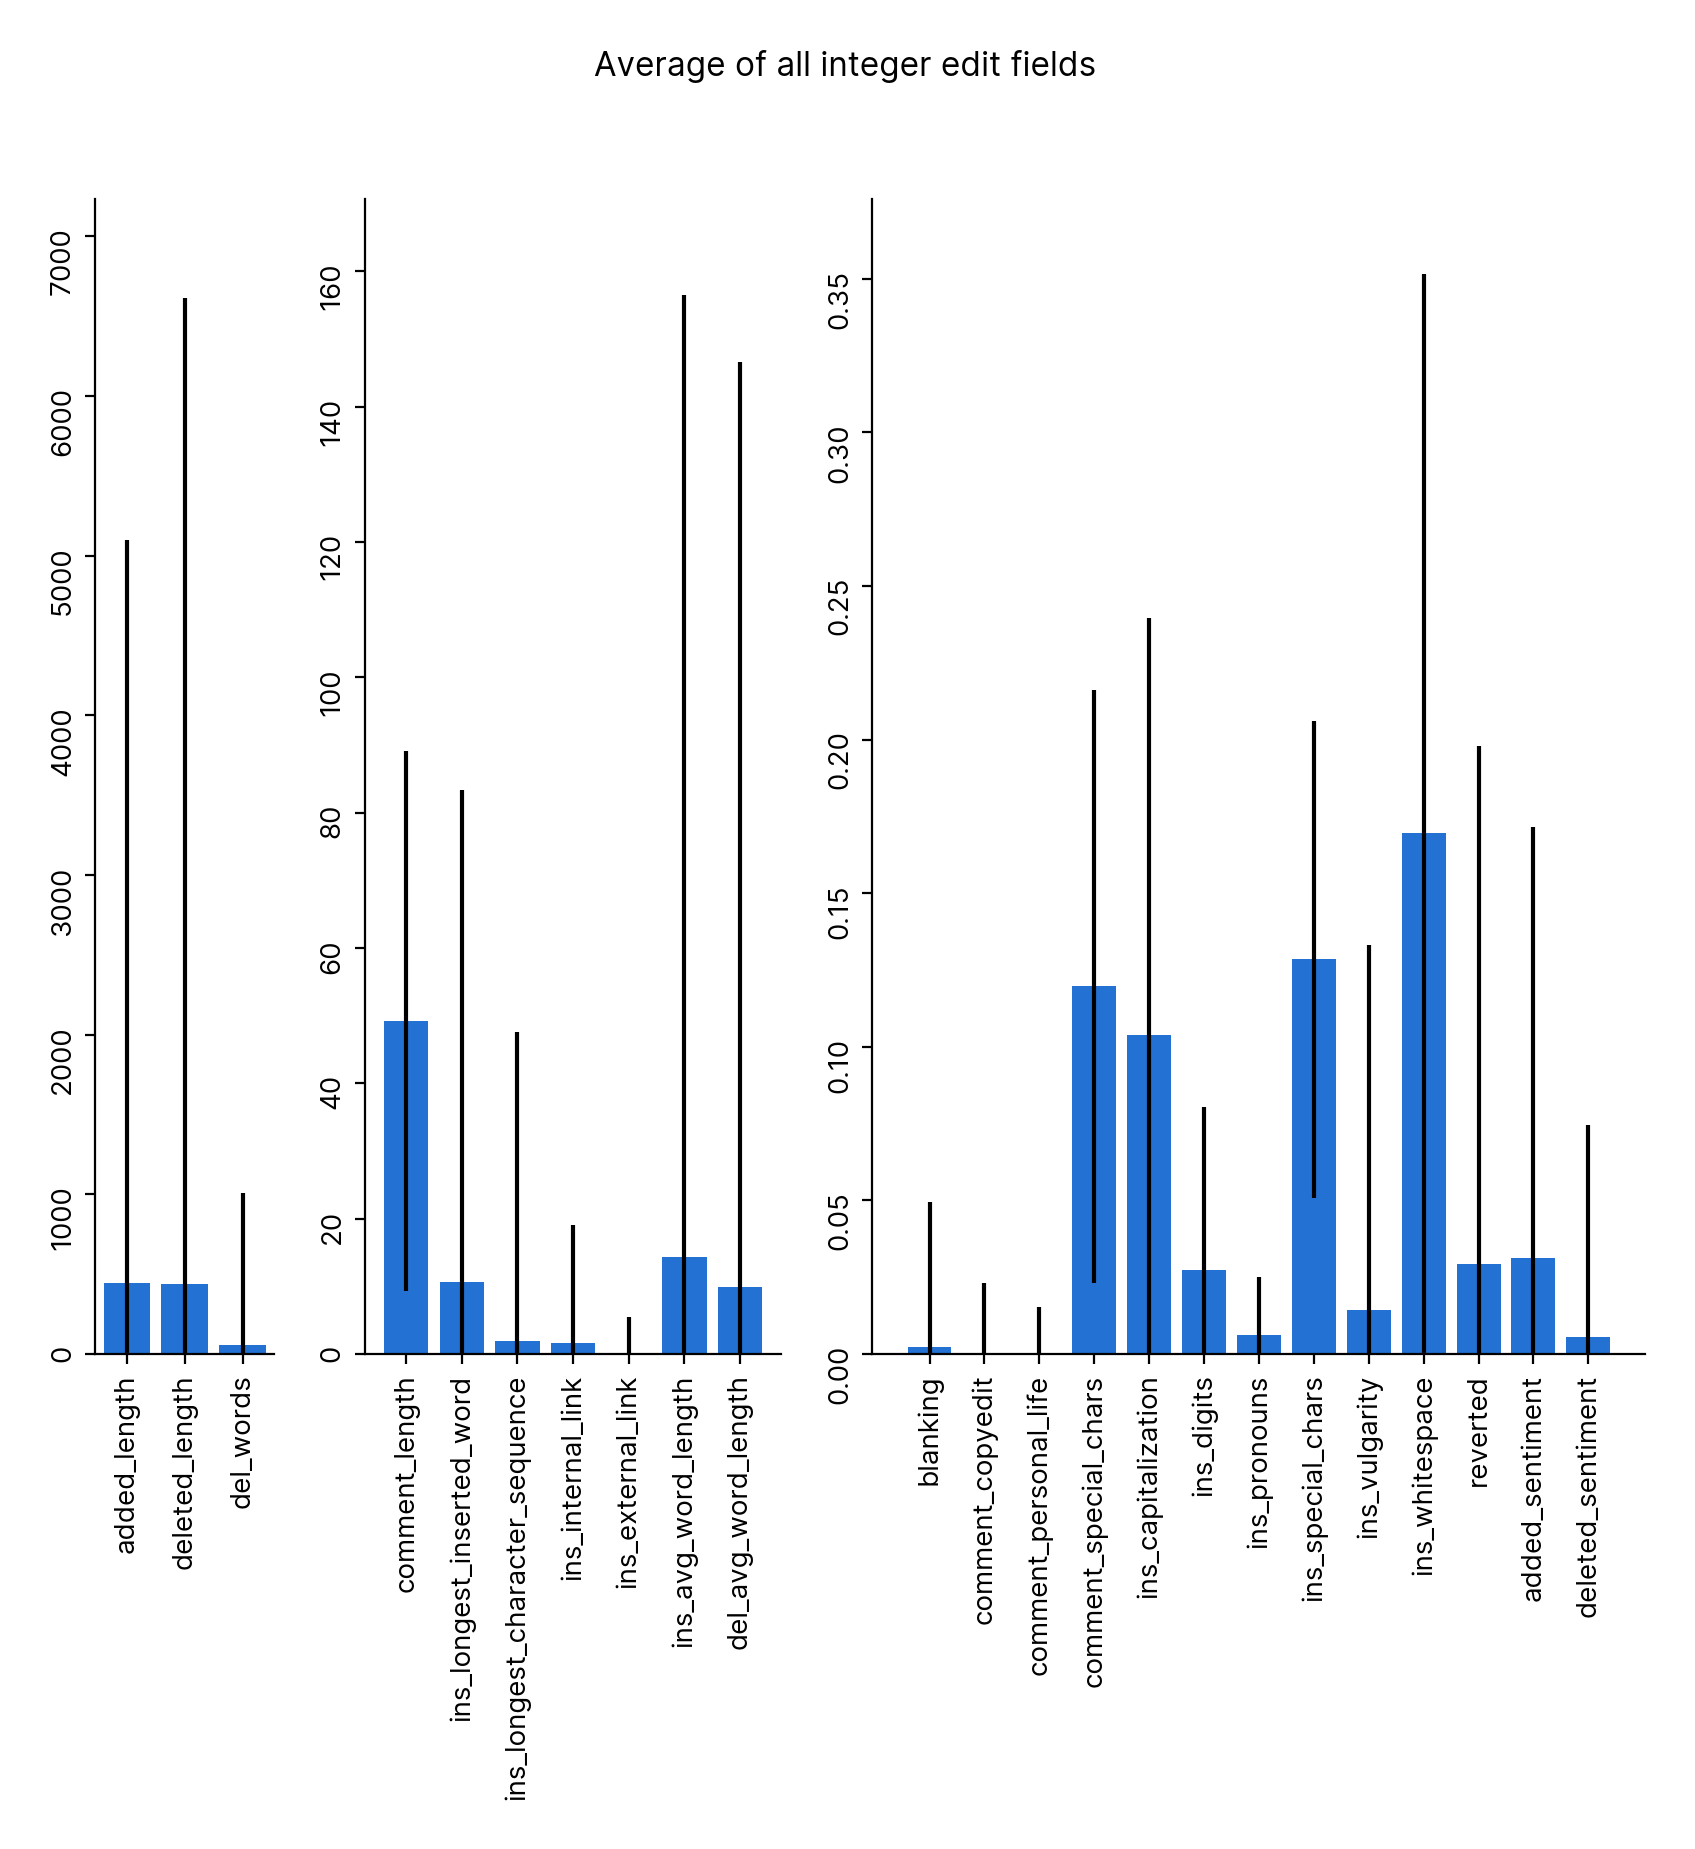 Average of all integer edit fields
7000
6000
5000
4000
3000
2000
1000
0
added_length
deleted_length
del_words
160
140
120
100
80
60
40
20
0
comment_length
ins_longest_inserted_word
ins_longest_character_sequence
ins_internal_link
ins_external_link
ins_avg_word_length
del_avg_word_length
0.35
0.30
0.25
0.20
0.15
0.10
0.05
0.00
blanking
comment_copyedit
comment_personal_life
comment_special_chars
ins_capitalization
ins_digits
ins_pronouns
ins_special_chars
ins_vulgarity
ins_whitespace
reverted
added_sentiment
deleted_sentiment